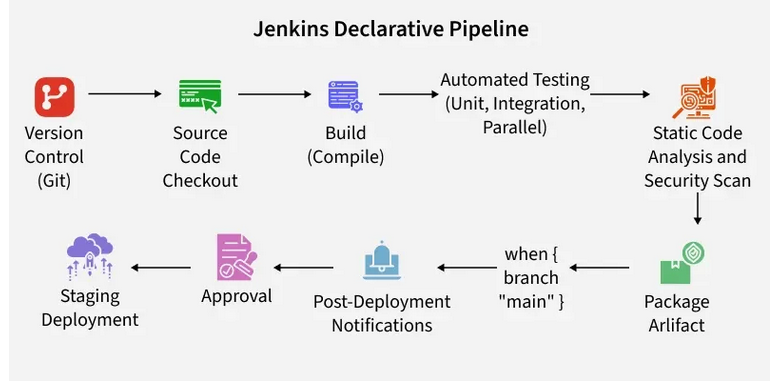 Jenkins Declarative Pipeline
Version
Control
(Git)
Source
Code
Checkout
Build
(Compile)
Automated Testing
(Unit, Integration,
Parallel)
Static Code
Analysis and
Security Scan
Package
Arlifact
when {
branch
"main" }
Post-Deployment
Notifications
Approval
Staging
Deployment